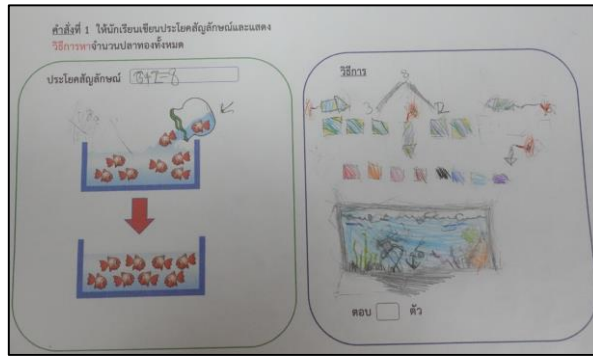 คำสั่งที่ 1 ให้นักเรียนเขียนประโยคสัญลักษณ์และแสดง
วิธีการหาจำนวนปลาทองทั้งหมด
ประโยคสัญลักษณ์
วิธีการ
8
3
ตอบ ตัว